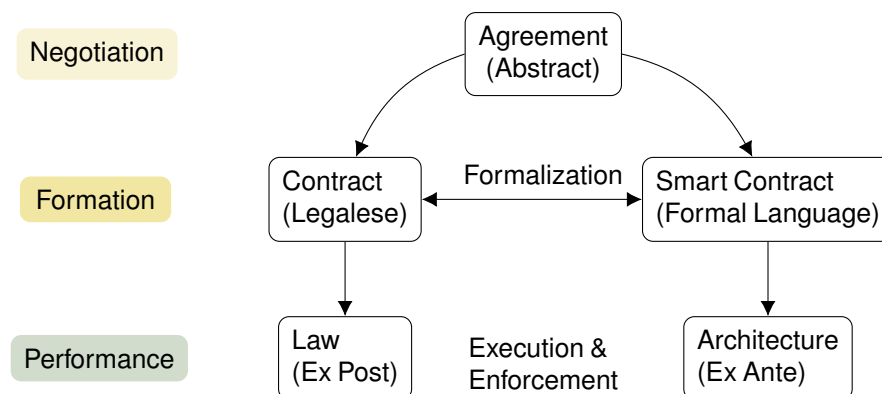 Negotiation
Agreement
(Abstract)
Formation
Contract
(Legalese)
Formalization
Smart Contract
(Formal Language)
Performance
Law
(Ex Post)
Execution &
Enforcement
Architecture
(Ex Ante)